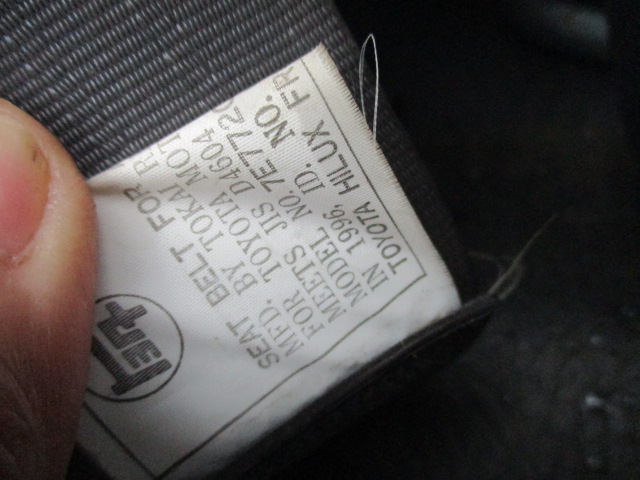 SEAT BELT FOR
MFD. BY TOKAI
FOR TOYOTA MOT
MEETS JIS D4604
MODEL NO. 7E772
IN 1996, ID. NO.
TOYOTA HILUX FR